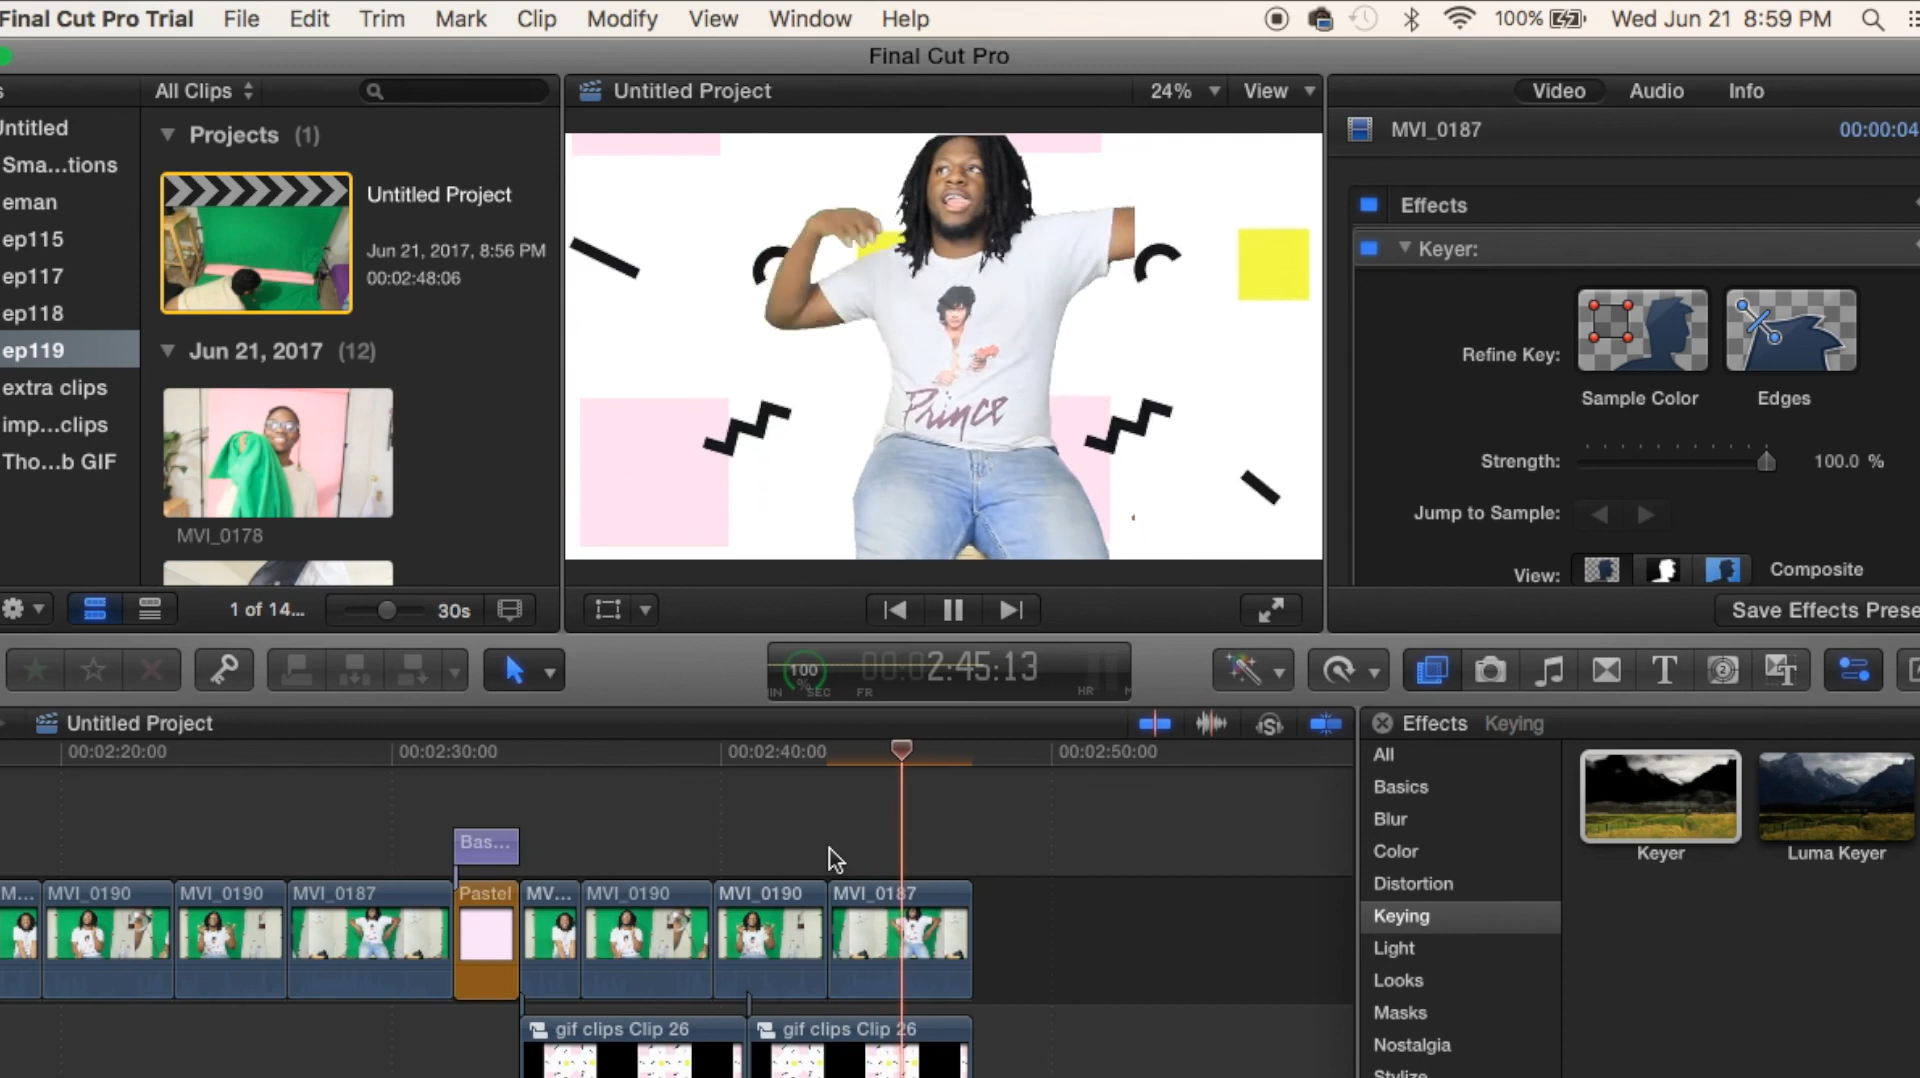 Final Cut Pro Trial File Edit Trim Mark Clip Modify View Window Help 100% Wed Jun 21 8:59 PM
Final Cut Pro
All Clips
Untitled Project 24% View
Video Audio Info
Untitled
Sma...tions
eman
ep115
ep117
ep118
ep119
extra clips
imp...clips
Tho...b GIF
Projects (1)
Untitled Project
Jun 21, 2017, 8:56 PM
00:02:48:06
Jun 21, 2017 (12)
MVI_0178
1 of 14...
30s
Prince
MVI_0187 00:00:04
Effects
Keyer:
Refine Key:
Sample Color Edges
Strength: 100.0 %
Jump to Sample:
View: Composite
Save Effects Prese
100 % 00:02:45:13
SEC FR HR
Untitled Project
00:02:20:00 00:02:30:00 00:02:40:00 00:02:50:00
Bas...
M... MVI_0190 MVI_0190 MVI_0187 Pastel MV... MVI_0190 MVI_0190 MVI_0187
gif clips Clip 26 gif clips Clip 26
Effects Keying
All
Basics
Blur
Color
Distortion
Keying
Light
Looks
Masks
Nostalgia
Stylize
Keyer Luma Keyer